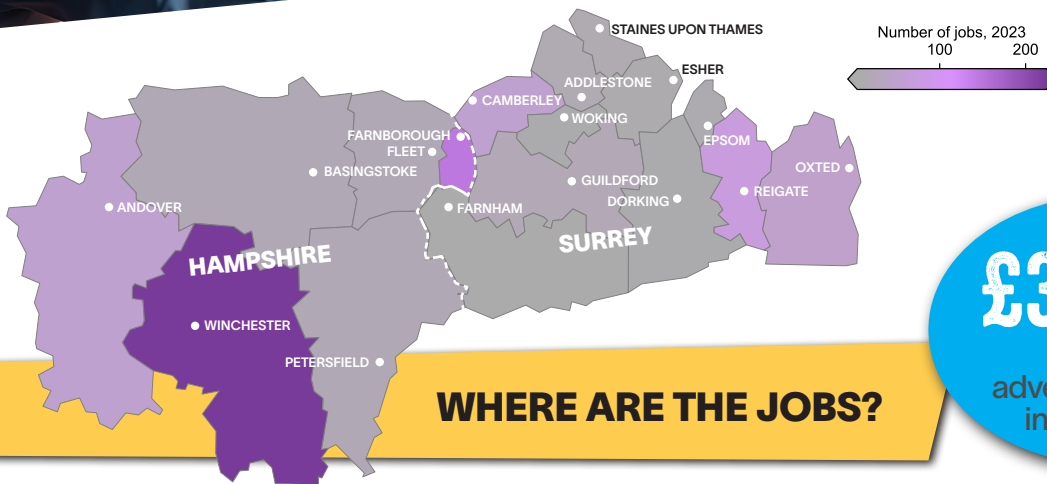 STAINES UPON THAMES
Number of jobs, 2023
100 200
ESHER
ADDLESTONE
CAMBERLEY
WOKING
FARNBOROUGH
FLEET
EPSOM
BASINGSTOKE
OXTED
GUILDFORD
REIGATE
DORKING
ANDOVER
FARNHAM
SURREY
HAMPSHIRE
WINCHESTER
PETERSFIELD
£3
WHERE ARE THE JOBS?